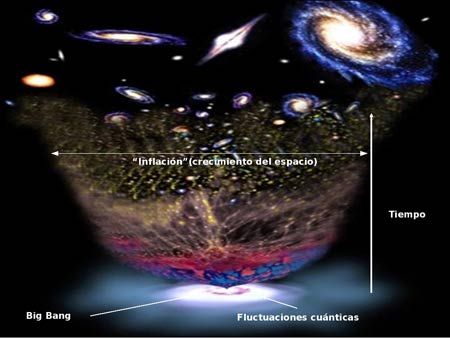 “Inflación”(crecimiento del espacio)
Tiempo
Big Bang
Fluctuaciones cuánticas